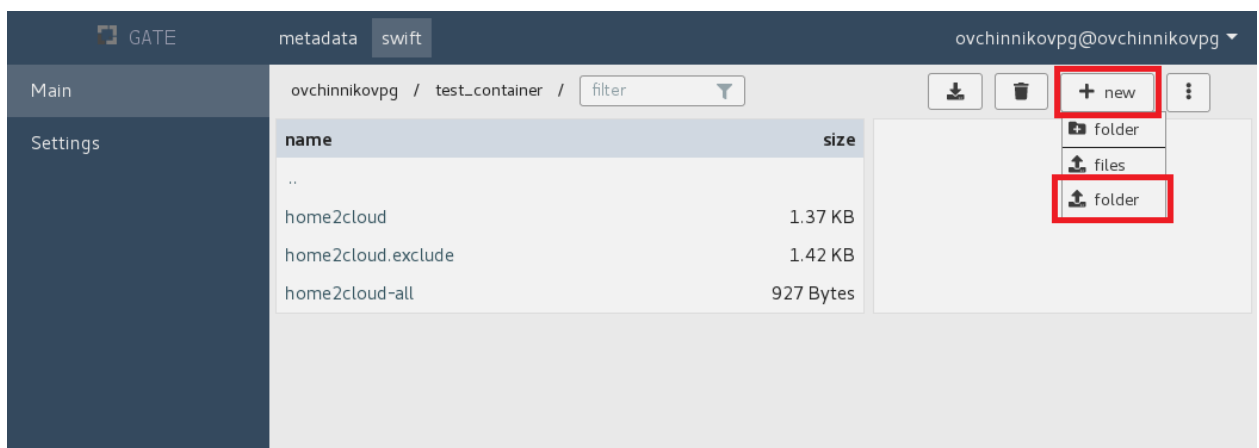 GATE metadata swift ovchinnikovpg@ovchinnikovpg
Main ovchinnikovpg / test_container / filter + new
Settings name size folder
.. files
home2cloud 1.37 KB folder
home2cloud.exclude 1.42 KB
home2cloud-all 927 Bytes